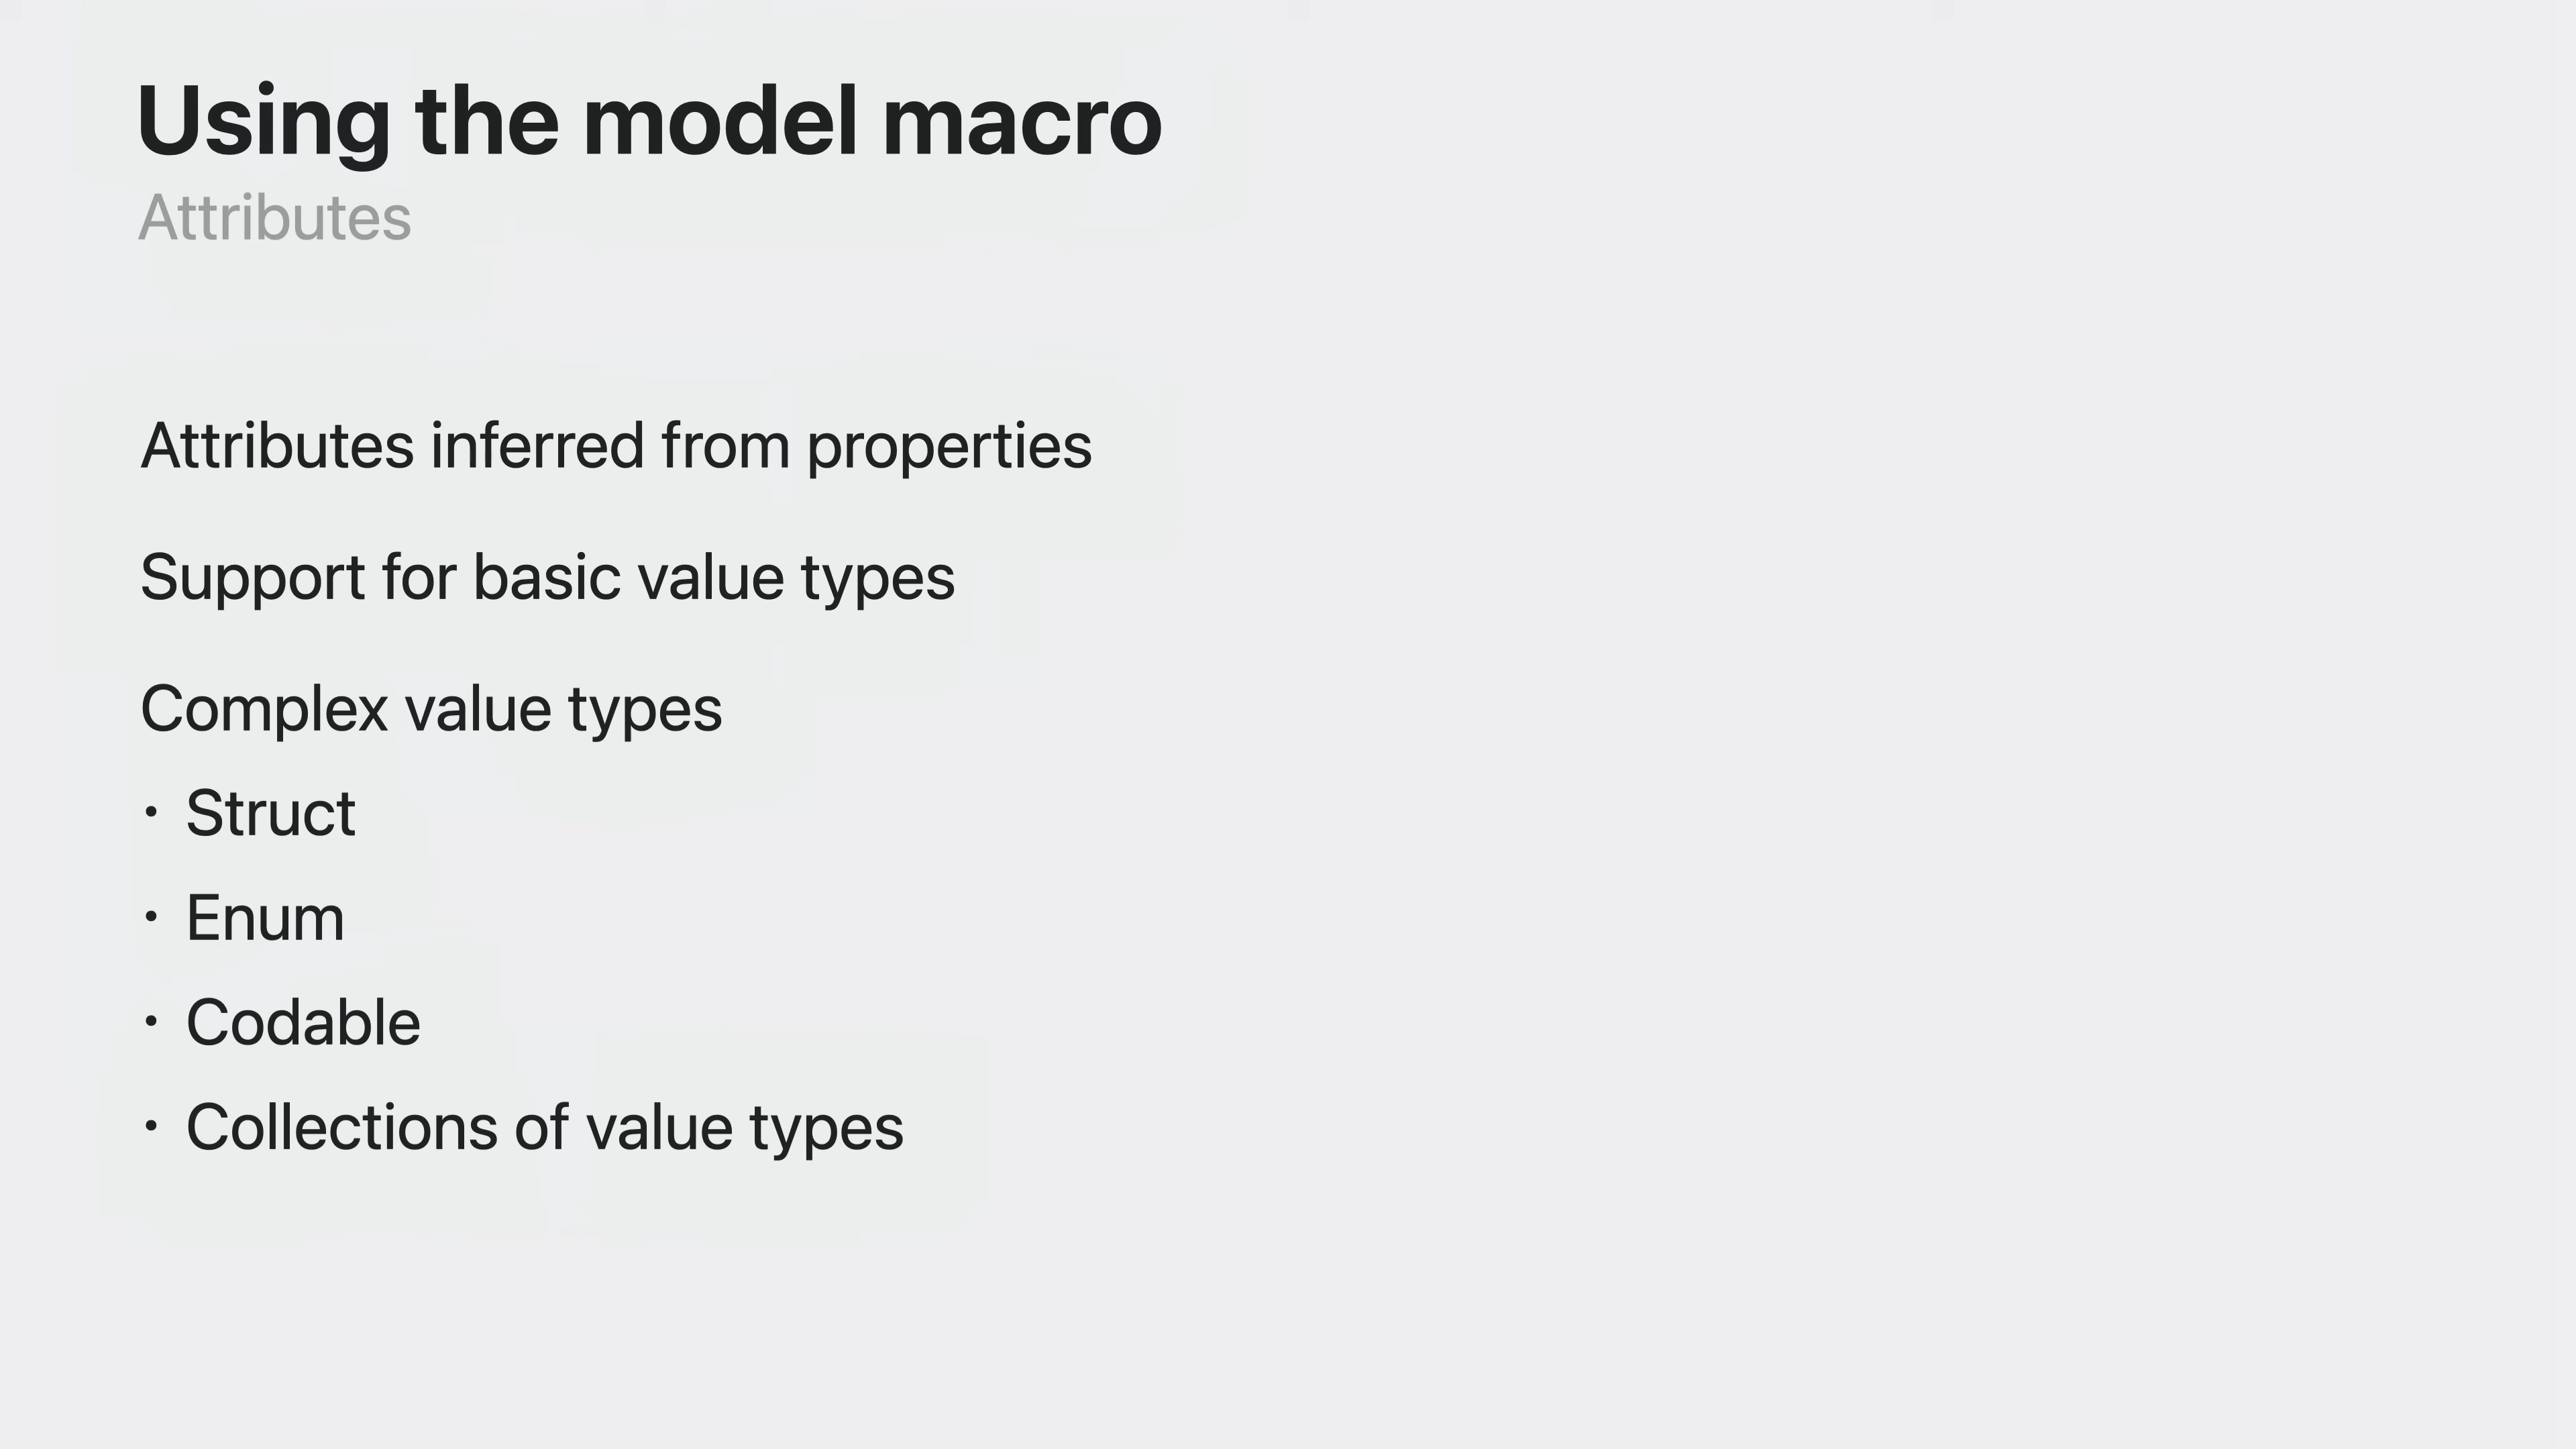 Using the model macro
Attributes
Attributes inferred from properties
Support for basic value types
Complex value types
• Struct
• Enum
• Codable
• Collections of value types